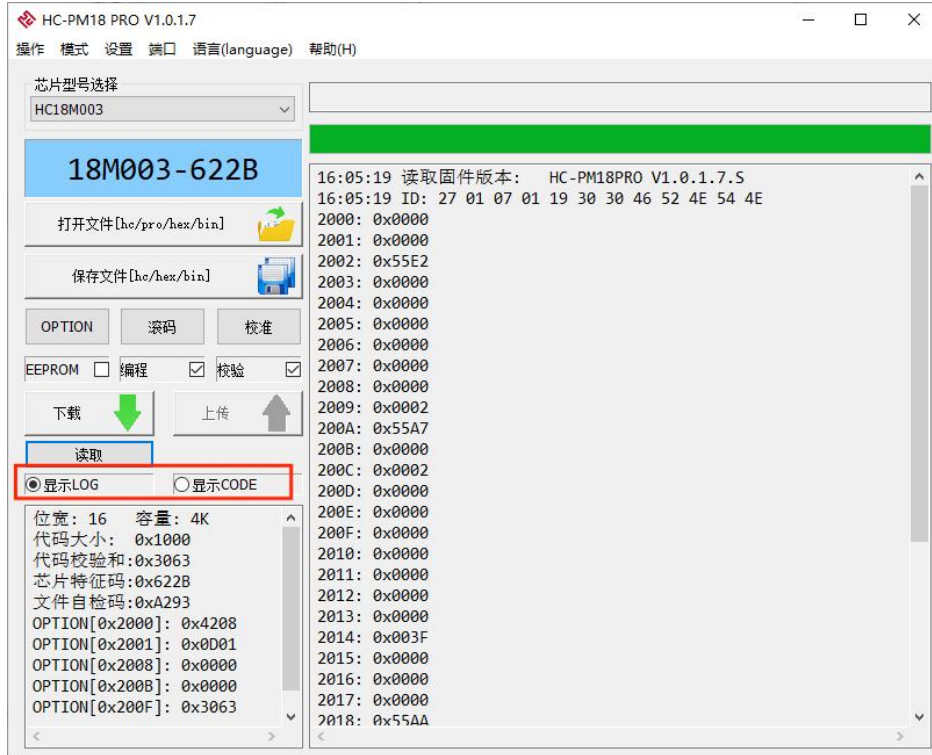 HC-PM18 PRO V1.0.1.7
操作 模式 设置 端口 语言(language) 帮助(H)
芯片型号选择
HC18M003
18M003-622B
打开文件[hc/pro/hex/bin]
保存文件[hc/hex/bin]
OPTION 滚码 校准
EEPROM 编程 校验
下载 上传
读取
显示LOG 显示CODE
位宽: 16 容量: 4K
代码大小: 0x1000
代码校验和:0x3063
芯片特征码:0x622B
文件自检码:0xA293
OPTION[0x2000]: 0x4208
OPTION[0x2001]: 0x0D01
OPTION[0x2008]: 0x0000
OPTION[0x200B]: 0x0000
OPTION[0x200F]: 0x3063
16:05:19 读取固件版本: HC-PM18PRO V1.0.1.7.S
16:05:19 ID: 27 01 07 01 19 30 30 46 52 4E 54 4E
2000: 0x0000
2001: 0x0000
2002: 0x55E2
2003: 0x0000
2004: 0x0000
2005: 0x0000
2006: 0x0000
2007: 0x0000
2008: 0x0000
2009: 0x0002
200A: 0x55A7
200B: 0x0000
200C: 0x0002
200D: 0x0000
200E: 0x0000
200F: 0x0000
2010: 0x0000
2011: 0x0000
2012: 0x0000
2013: 0x0000
2014: 0x003F
2015: 0x0000
2016: 0x0000
2017: 0x0000
2018: 0x55AA